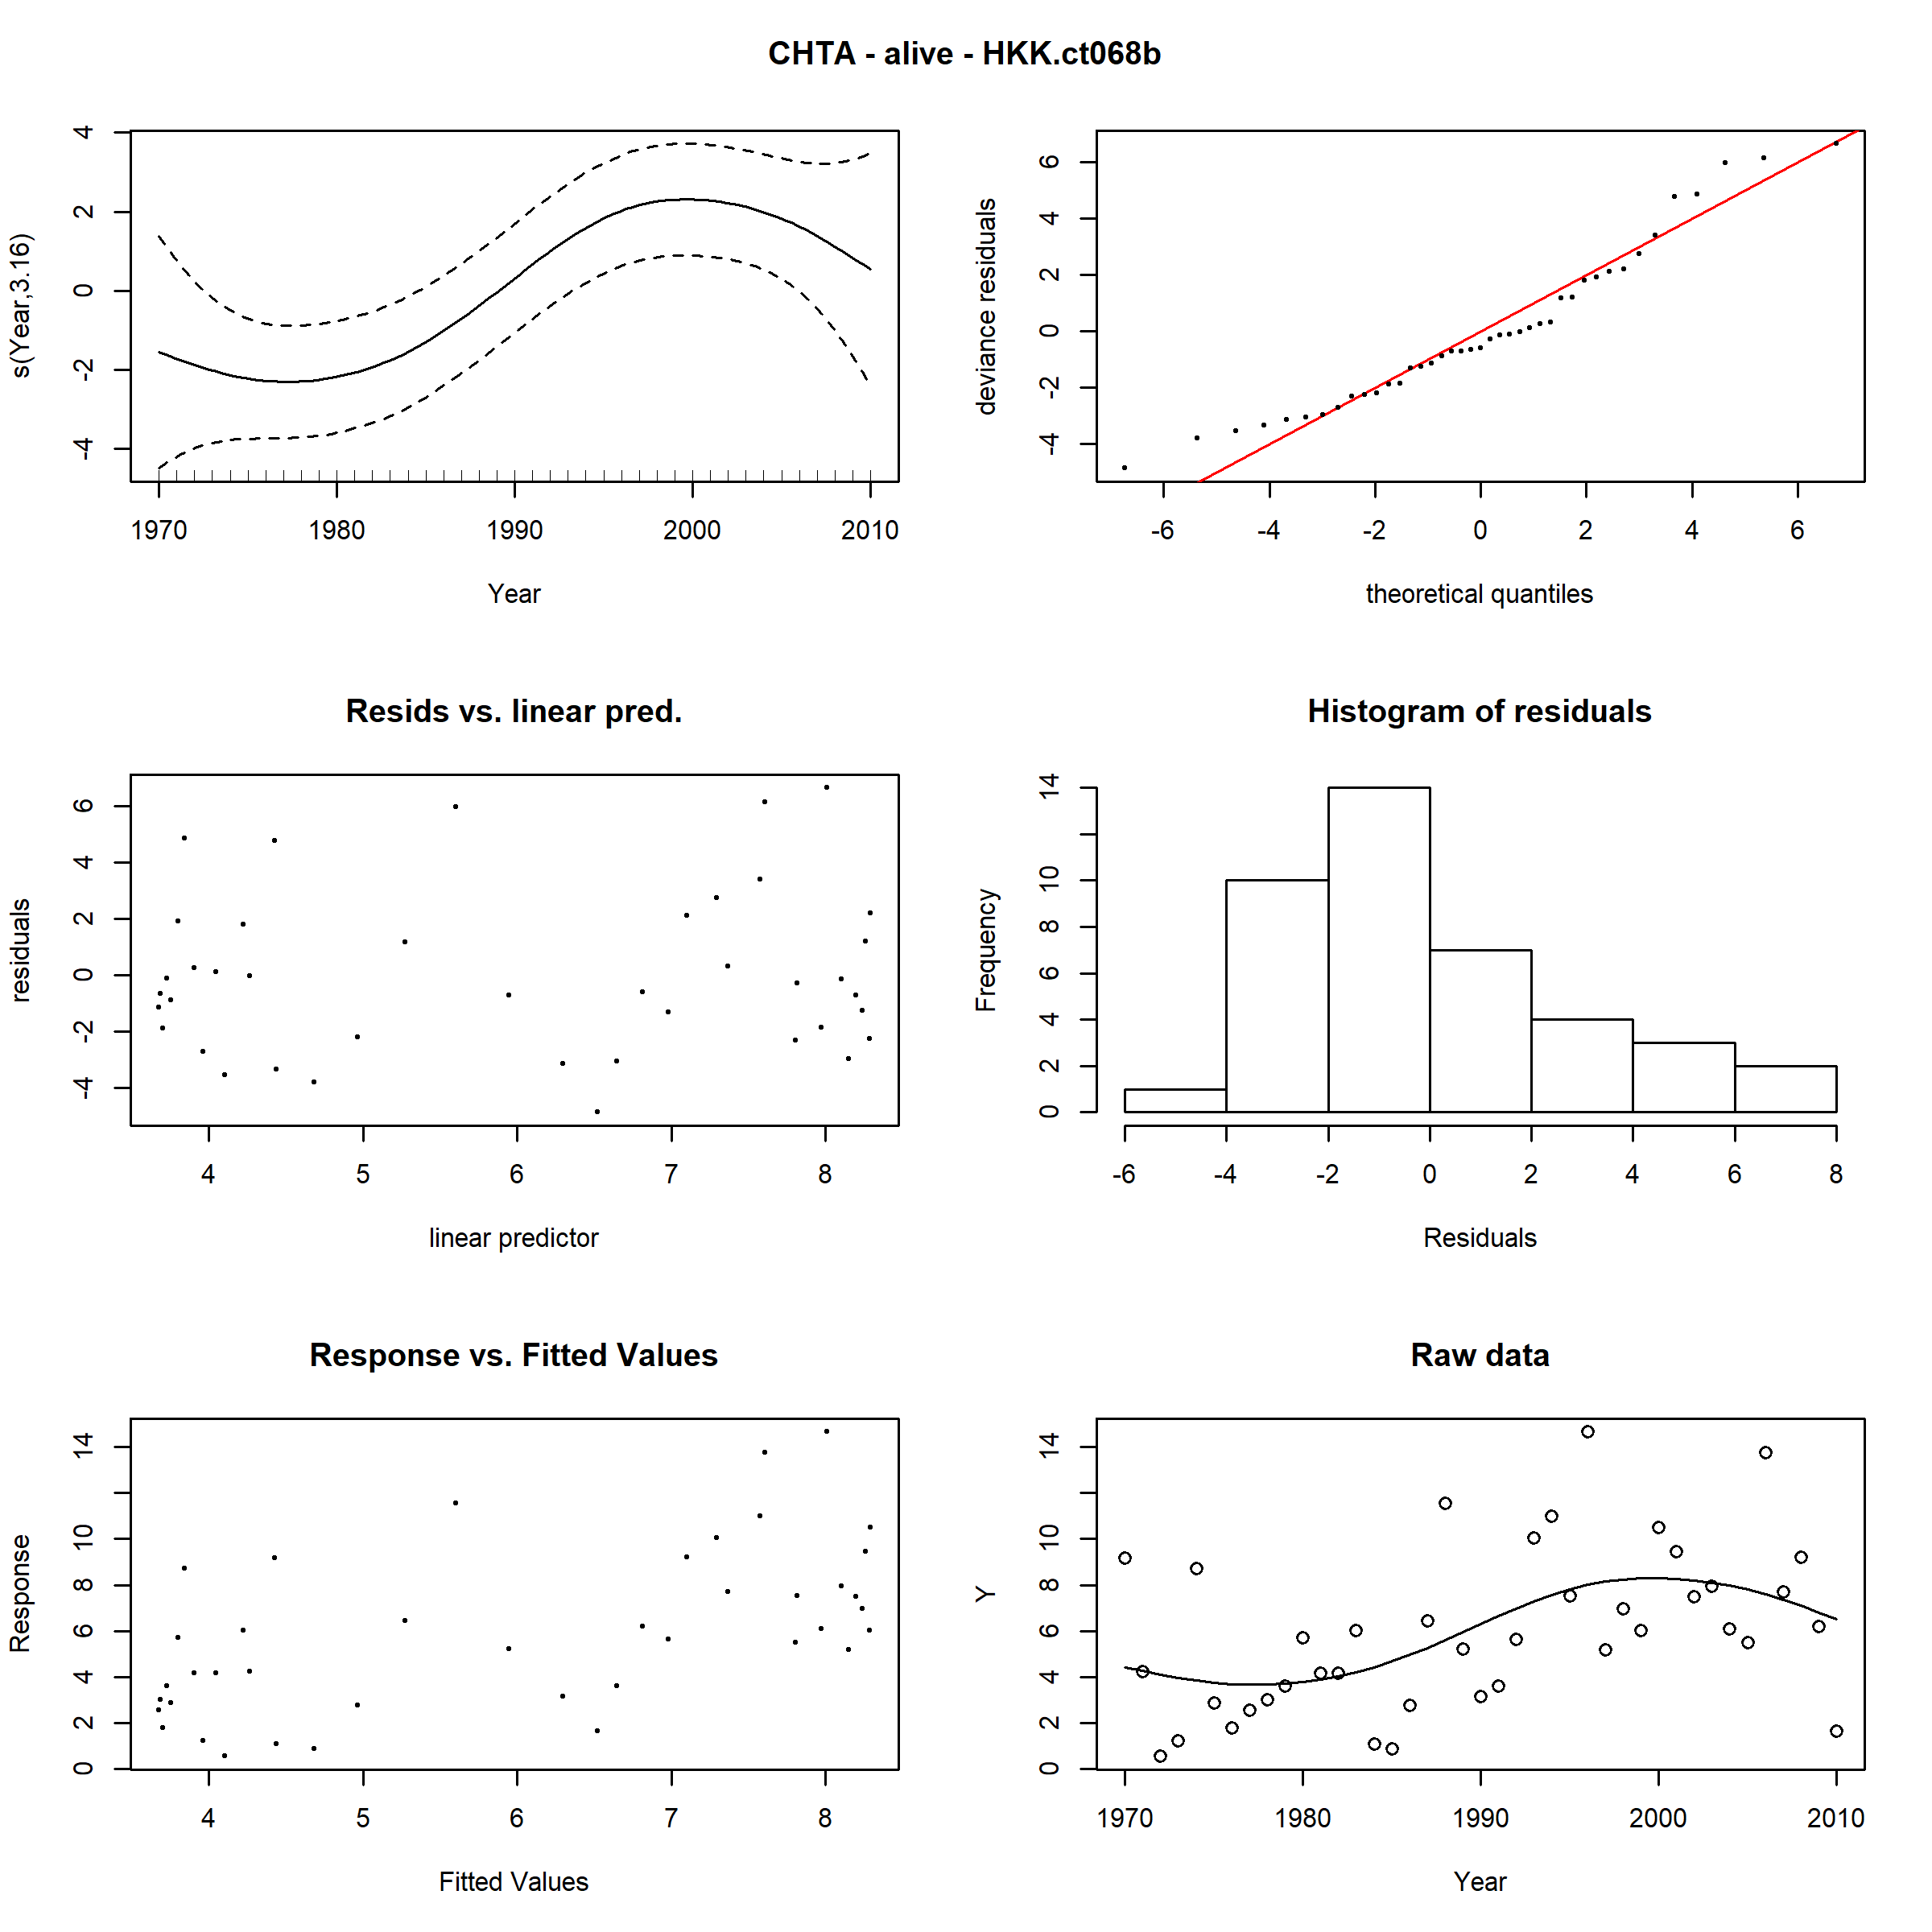 CHTA - alive - HKK.ct068b
s(Year,3.16)
4
2
0
-2
-4
1970 1980 1990 2000 2010
Year
deviance residuals
6
4
2
0
-2
-4
-6 -4 -2 0 2 4 6
theoretical quantiles
Resids vs. linear pred.
residuals
6
4
2
0
-2
-4
4 5 6 7 8
linear predictor
Histogram of residuals
Frequency
14
10
8
6
4
2
0
-6 -4 -2 0 2 4 6 8
Residuals
Response vs. Fitted Values
Response
14
10
8
6
4
2
0
4 5 6 7 8
Fitted Values
Raw data
Y
14
10
8
6
4
2
0
1970 1980 1990 2000 2010
Year